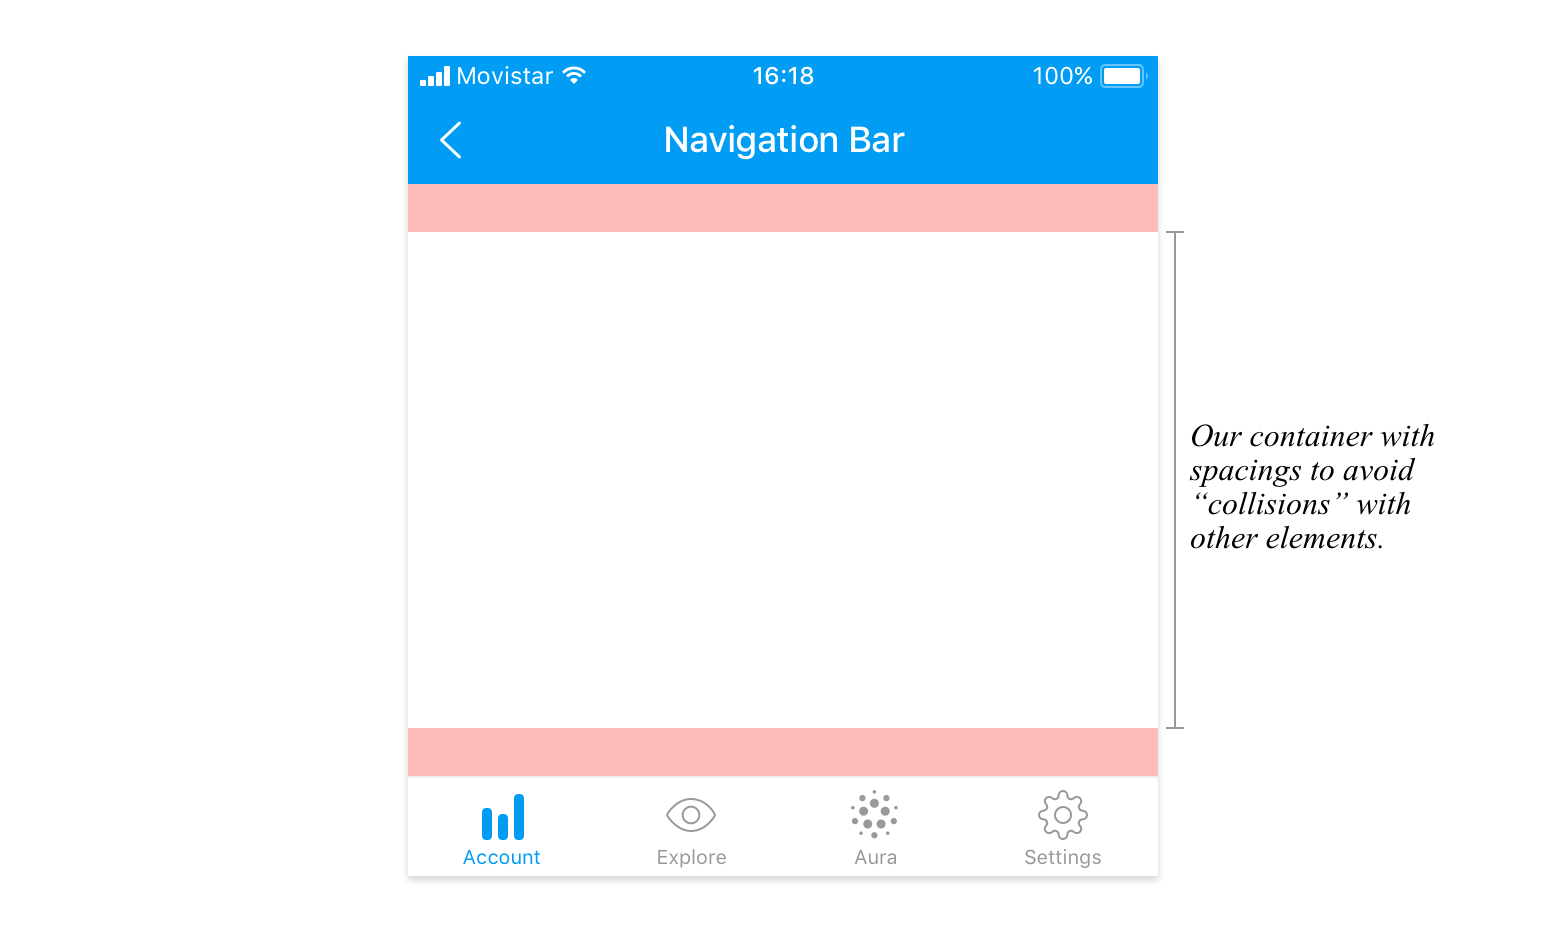 Movistar 16:18 100%
Navigation Bar
Our container with
spacings to avoid
“collisions” with
other elements.
Account Explore Aura Settings